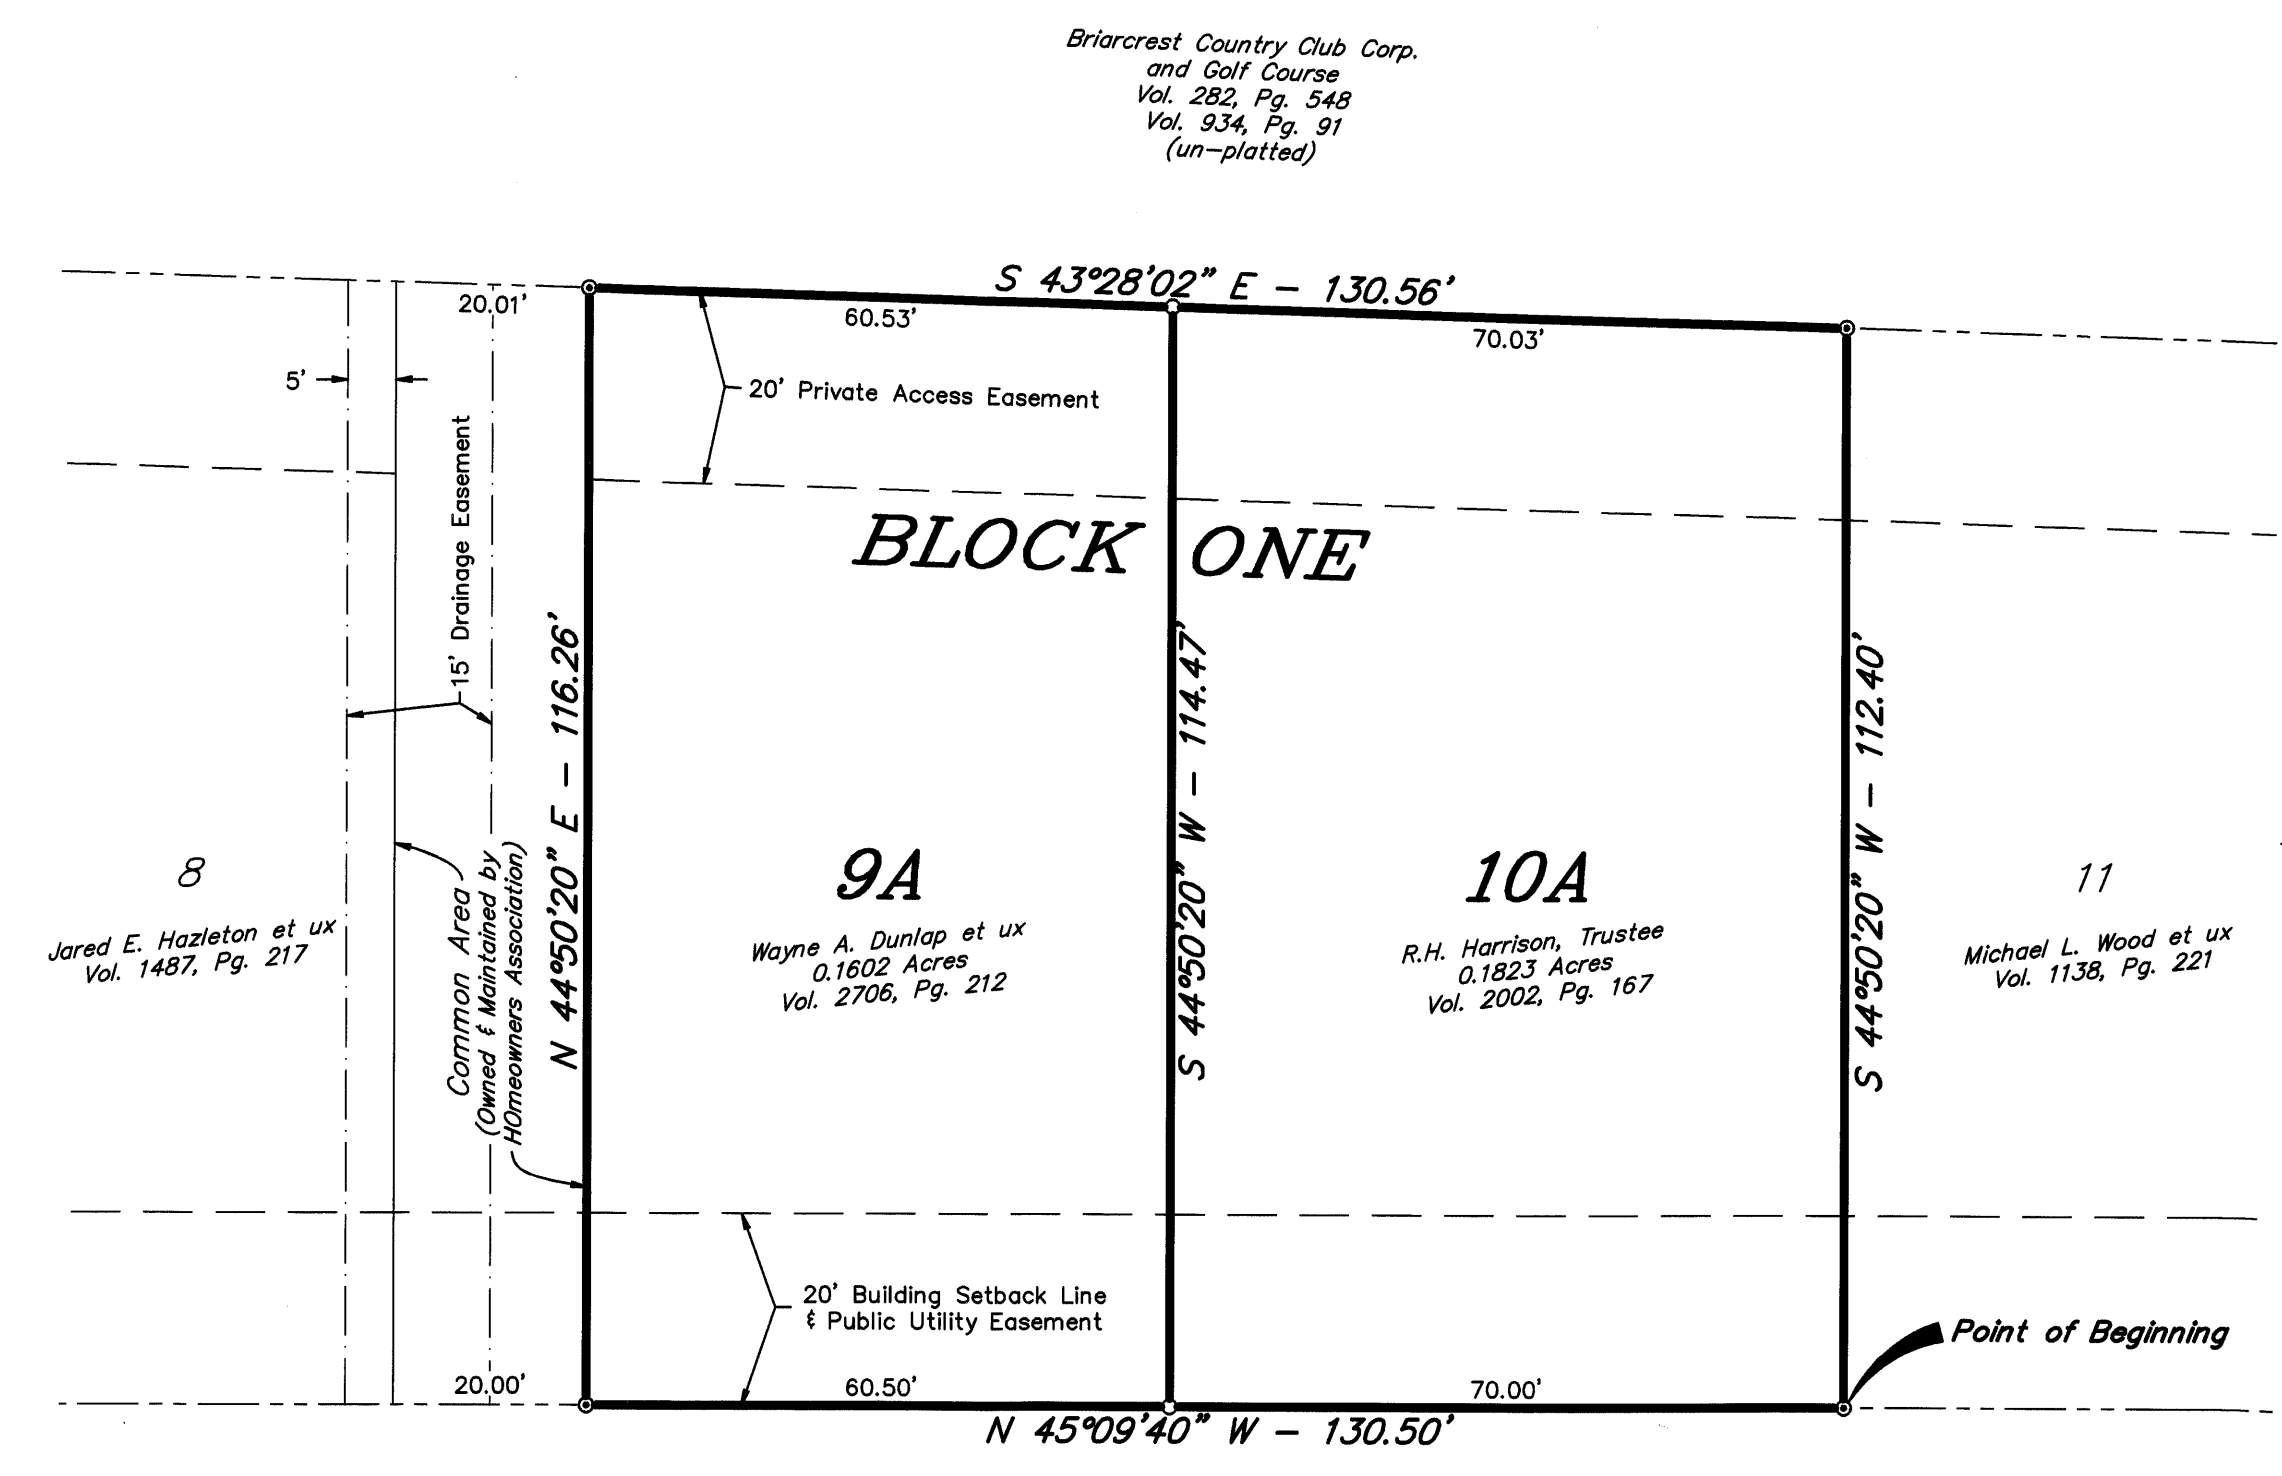 Briarcrest Country Club Corp.
and Golf Course
Vol. 282, Pg. 548
Vol. 934, Pg. 91
(un-platted)
S 43°28'02" E - 130.56'
20.01'
60.53'
70.03'
5'
20' Private Access Easement
15' Drainage Easement
BLOCK ONE
N 44°50'20" E - 116.26'
S 44°50'20" W - 114.47'
S 44°50'20" W - 112.40'
8
Jared E. Hazleton et ux
Vol. 1487, Pg. 217
Common Area
(Owned & Maintained by
HOmeowners Association)
9A
Wayne A. Dunlap et ux
0.1602 Acres
Vol. 2706, Pg. 212
10A
R.H. Harrison, Trustee
0.1823 Acres
Vol. 2002, Pg. 167
11
Michael L. Wood et ux
Vol. 1138, Pg. 221
20' Building Setback Line
& Public Utility Easement
Point of Beginning
20.00'
60.50'
70.00'
N 45°09'40" W - 130.50'